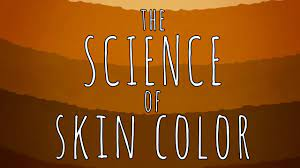 THE
SCIENCE
OF
SKIN COLOR